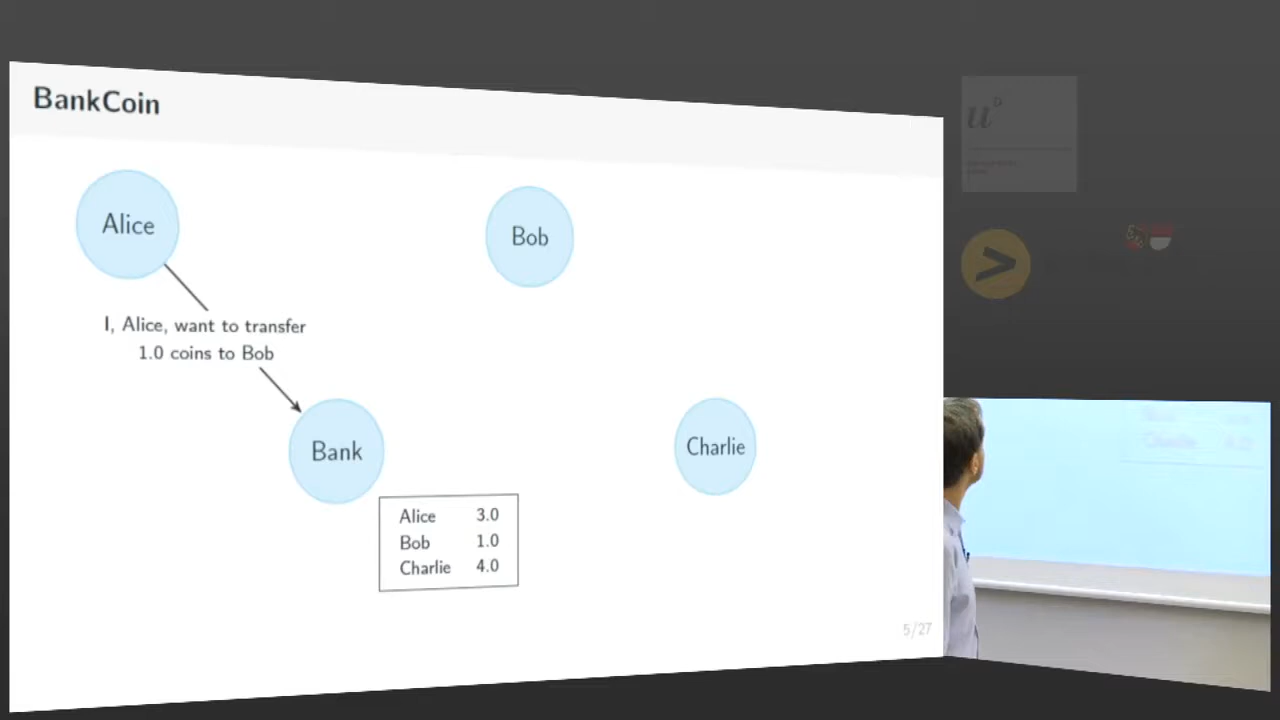 BankCoin
Alice
Bob
I, Alice, want to transfer
1.0 coins to Bob
Bank
Charlie
Alice 3.0
Bob 1.0
Charlie 4.0
5/27
u
b